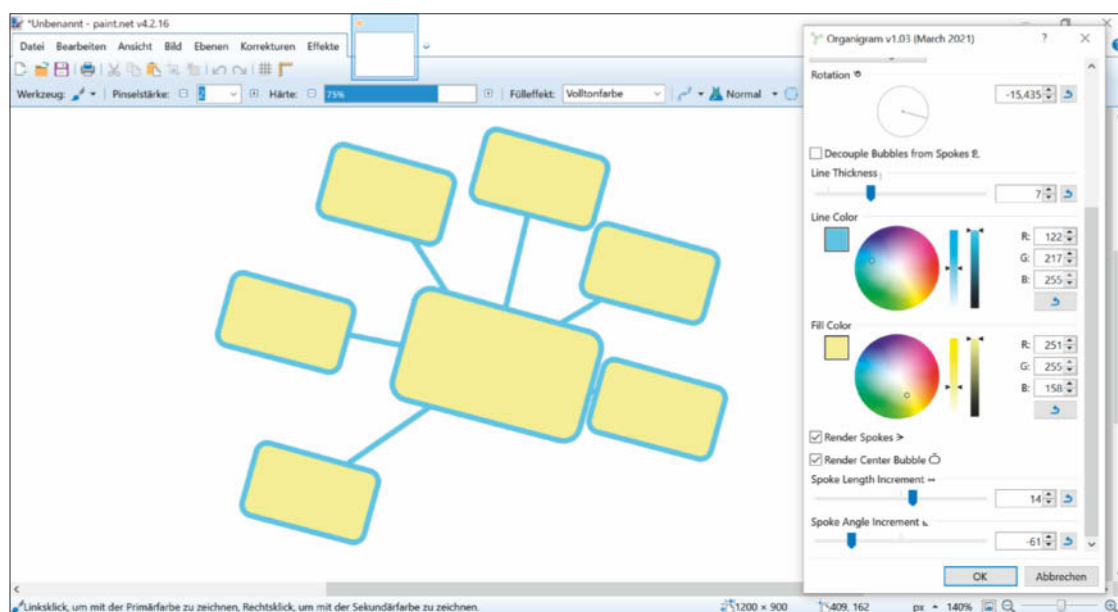 *Unbenannt - paint.net v4.2.16
Datei Bearbeiten Ansicht Bild Ebenen Korrekturen Effekte
Werkzeug: Pinselstärke: 2 Härte: 75% Fülleffekt: Volltonfarbe Normal
Organigram v1.03 (March 2021) ?
Rotation
-15,435
Decouple Bubbles from Spokes
Line Thickness
7
Line Color
R: 122
G: 217
B: 255
Fill Color
R: 251
G: 255
B: 158
Render Spokes
Render Center Bubble
Spoke Length Increment
14
Spoke Angle Increment
-61
OK Abbrechen
Linksklick, um mit der Primärfarbe zu zeichnen, Rechtsklick, um mit der Sekundärfarbe zu zeichnen. 1200 × 900 409, 162 px 140%